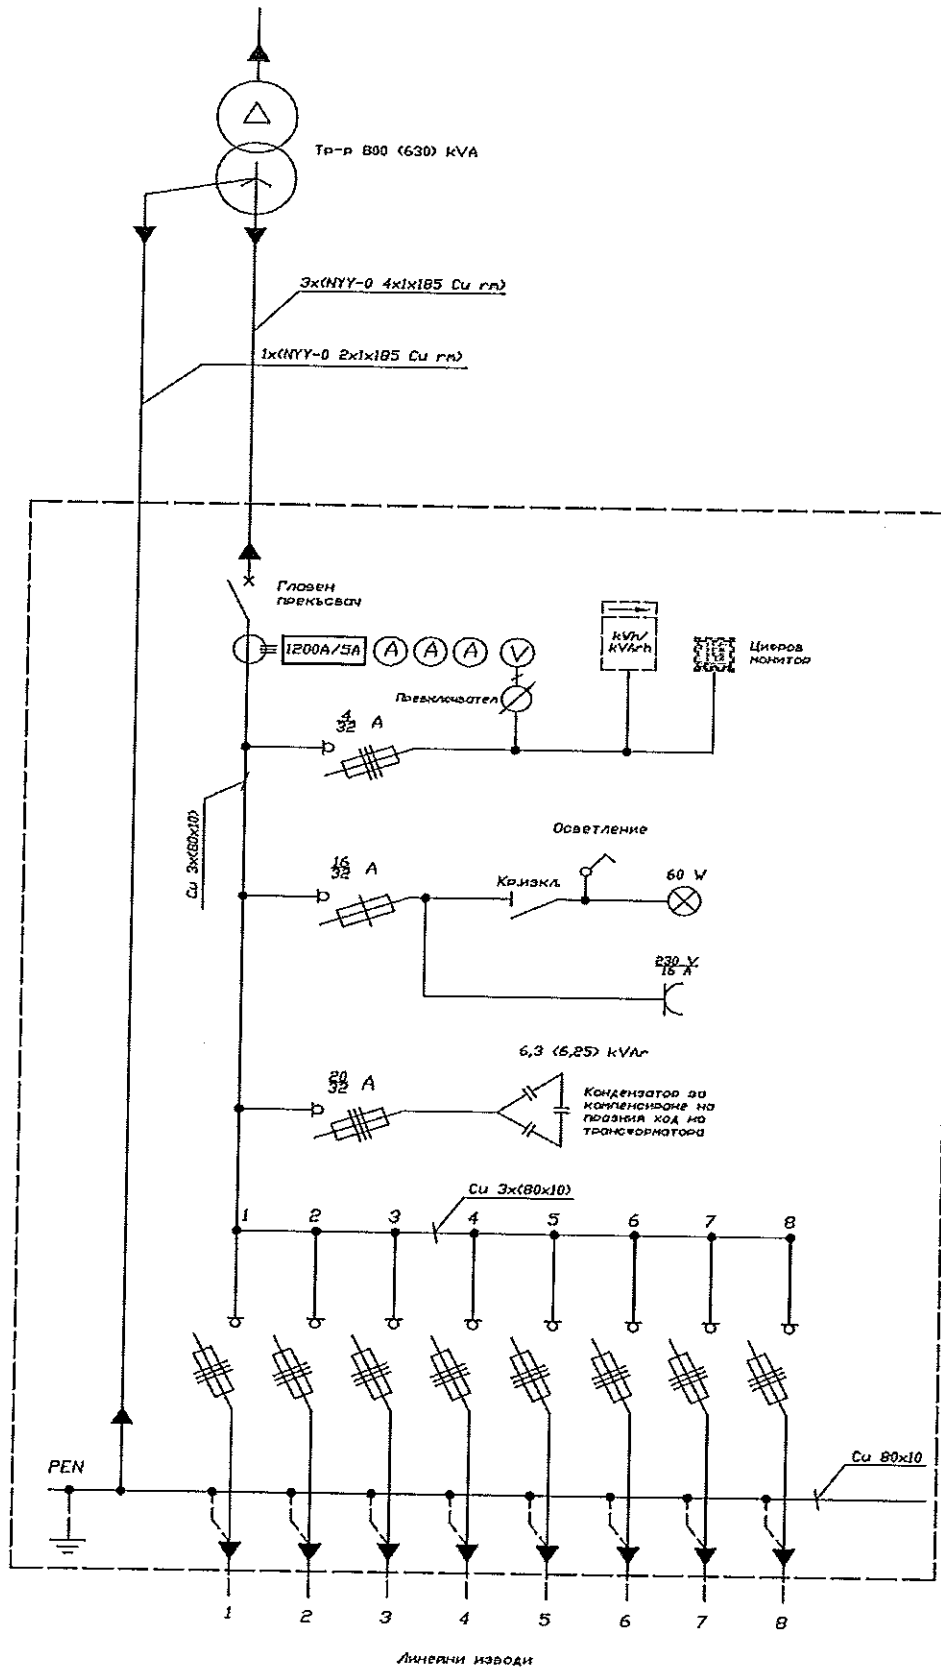 Тр-р 800 (630) kVA
3x(NYY-O 4x1x185 Cu rm)
1x(NYY-O 2x1x185 Cu rm)
Главен
прекъсвач
1200A/5A
A
A
A
V
kWh/
kVArh
Цифров
монитор
Превключвател
4/32 A
Cu 3x(80x10)
Осветление
16/32 A
Кр.изкл.
60 W
230 V
16 A
6,3 (6,25) kVAr
20/32 A
Кондензатор за
компенсиране на
празния ход на
трансформатора
Cu 3x(80x10)
1 2 3 4 5 6 7 8
PEN
Cu 80x10
1 2 3 4 5 6 7 8
Линейни изводи